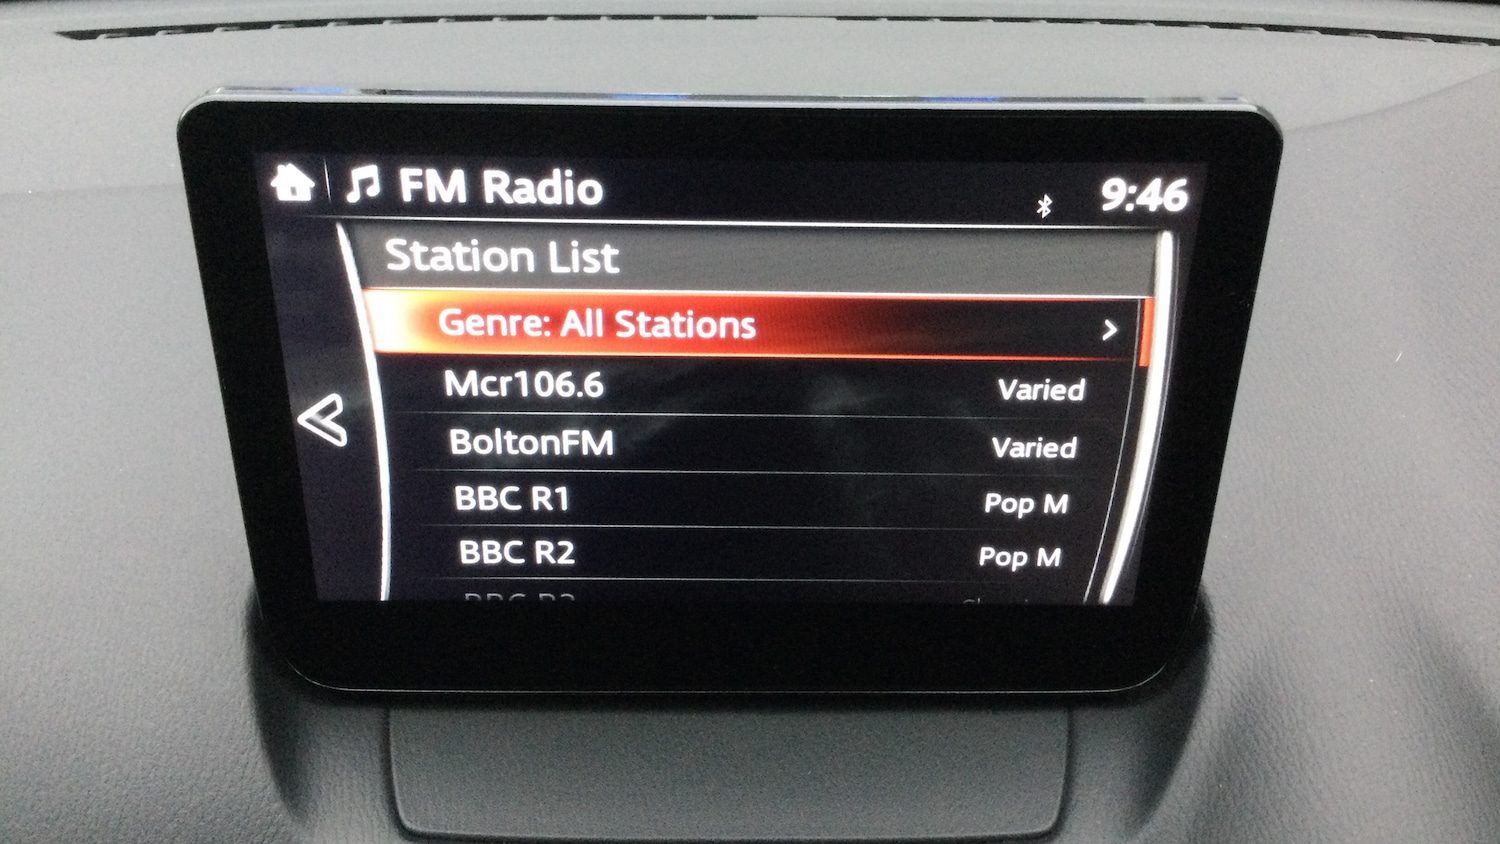 FM Radio 9:46
Station List
Genre: All Stations
Mcr106.6 Varied
BoltonFM Varied
BBC R1 Pop M
BBC R2 Pop M